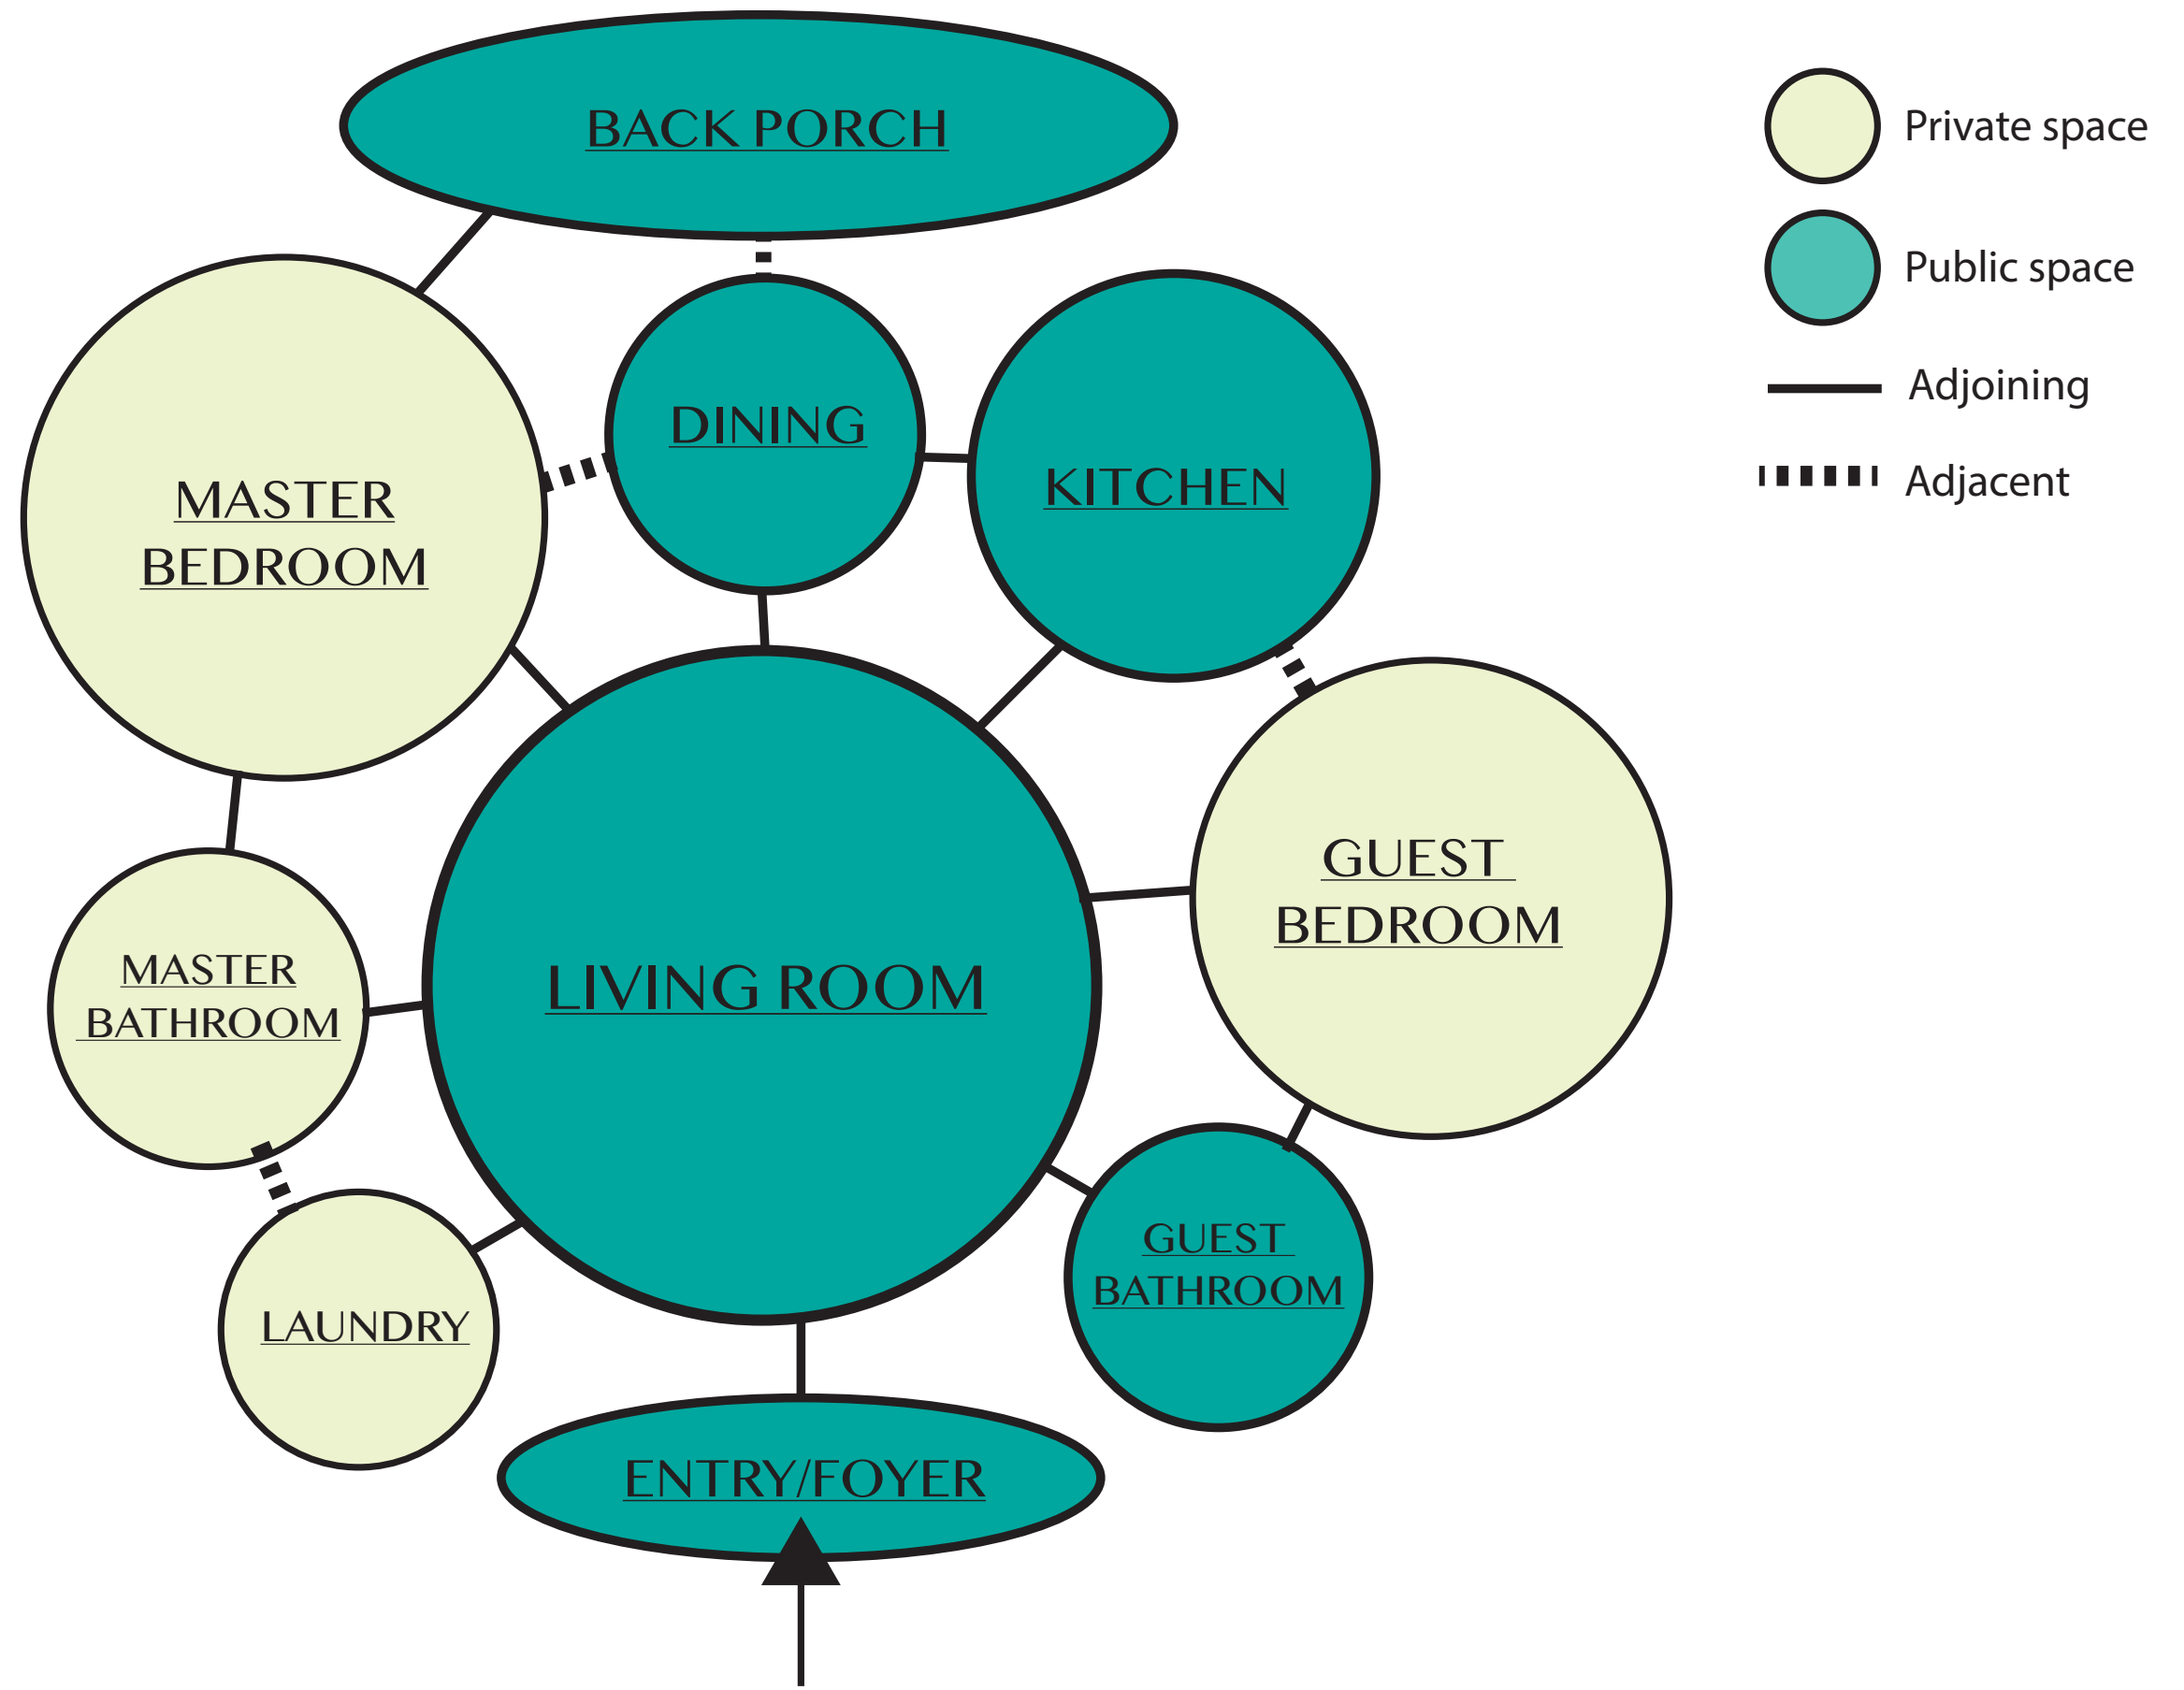 BACK PORCH
DINING
KITCHEN
MASTER
BEDROOM
LIVING ROOM
GUEST
BEDROOM
MASTER
BATHROOM
GUEST
BATHROOM
LAUNDRY
ENTRY/FOYER
Private space
Public space
Adjoining
Adjacent